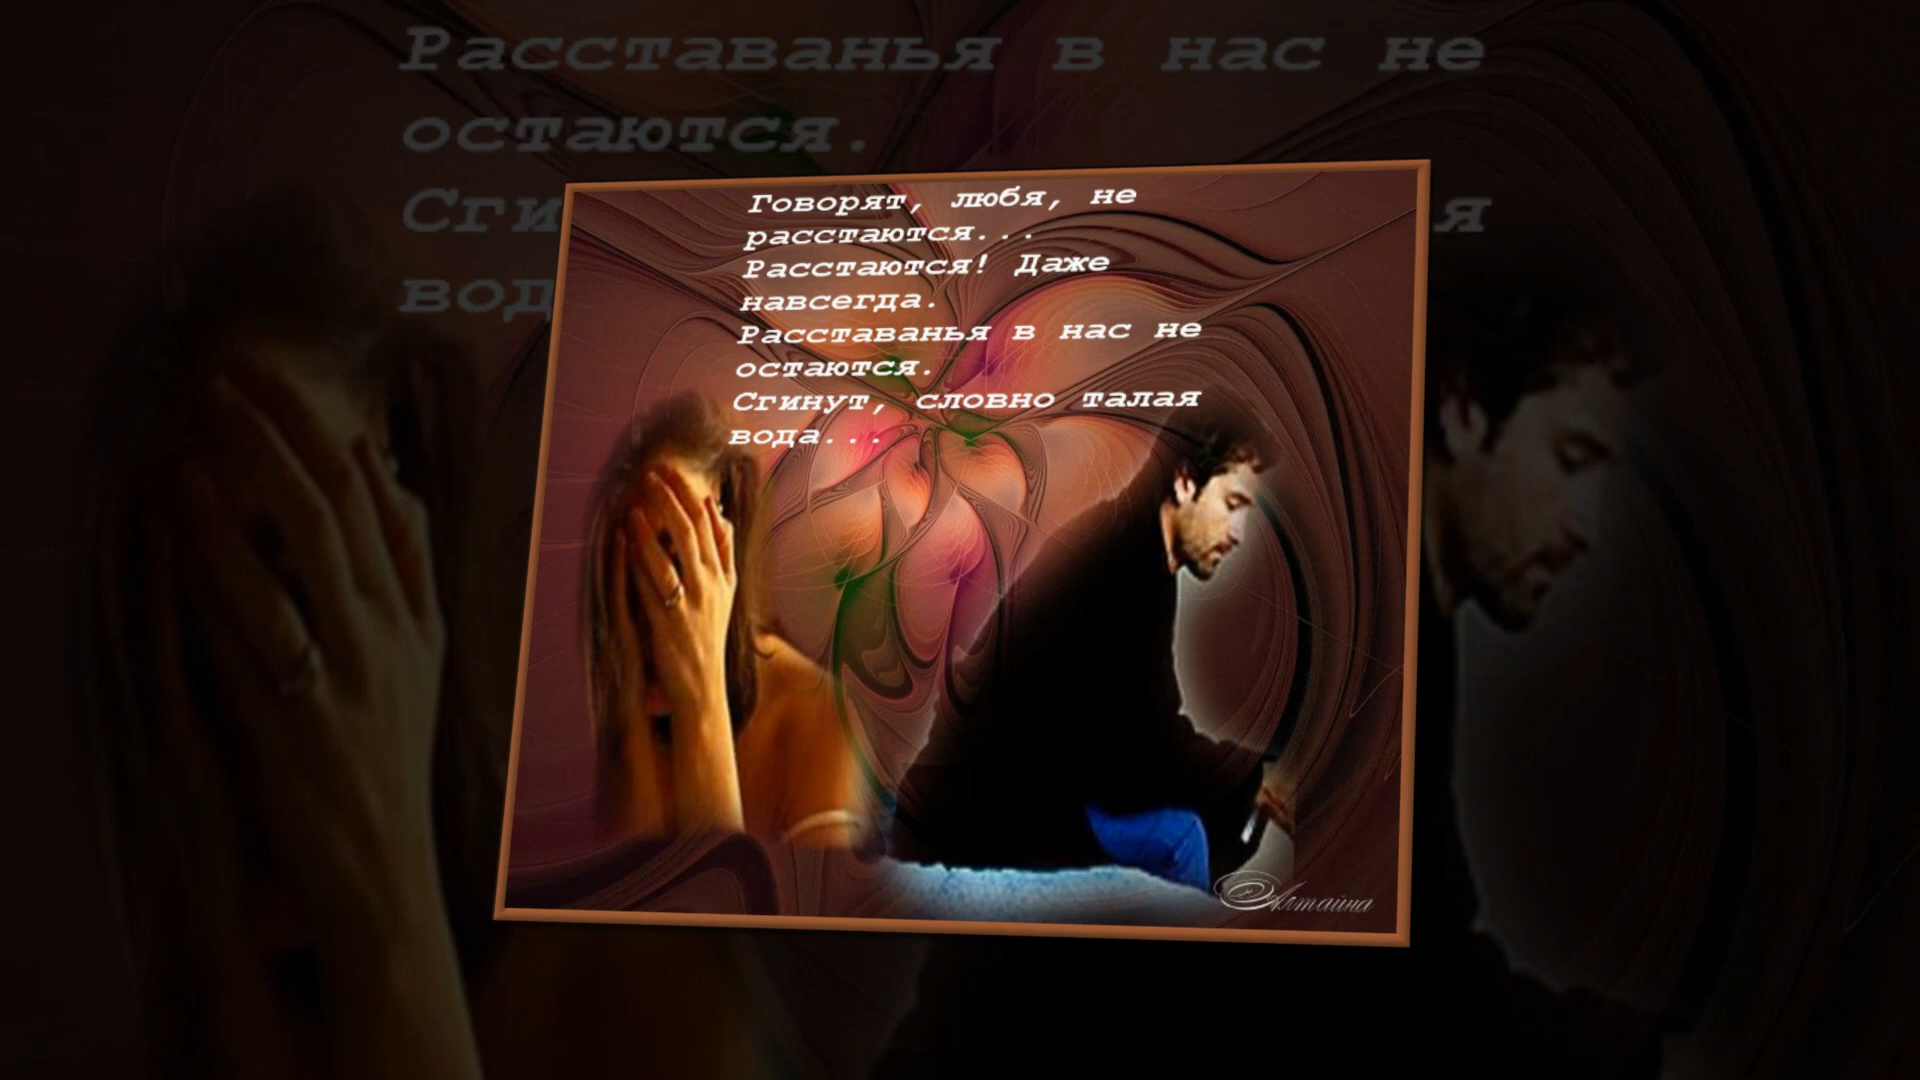 Расставанья в нас не
остаются.
Сги я
вод
Говорят, любя, не
расстаются...
Расстаются! Даже
навсегда.
Расставанья в нас не
остаются.
Сгинут, словно талая
вода...
Алтайна